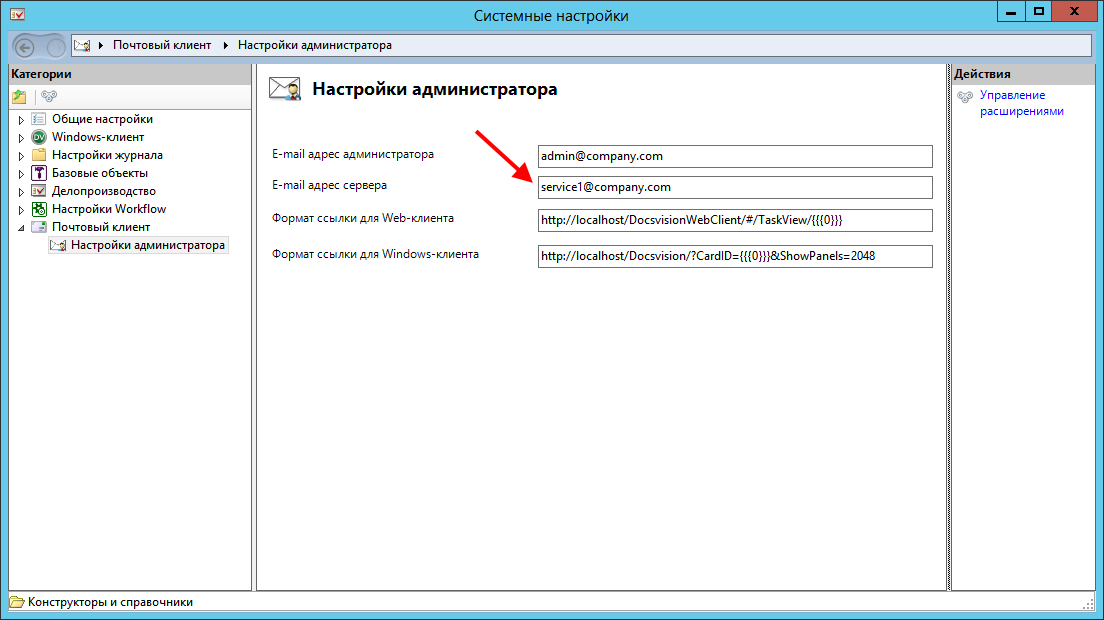 Системные настройки
Почтовый клиент
Настройки администратора
Категории
Общие настройки
DV
Windows-клиент
Настройки журнала
Базовые объекты
Делопроизводство
Настройки Workflow
Почтовый клиент
Настройки администратора
Настройки администратора
E-mail адрес администратора
admin@company.com
E-mail адрес сервера
service1@company.com
Формат ссылки для Web-клиента
http://localhost/DocsvisionWebClient/#/TaskView/{{{0}}}
Формат ссылки для Windows-клиента
http://localhost/Docsvision/?CardID={{{0}}}&ShowPanels=2048
Действия
Управление
расширениями
Конструкторы и справочники